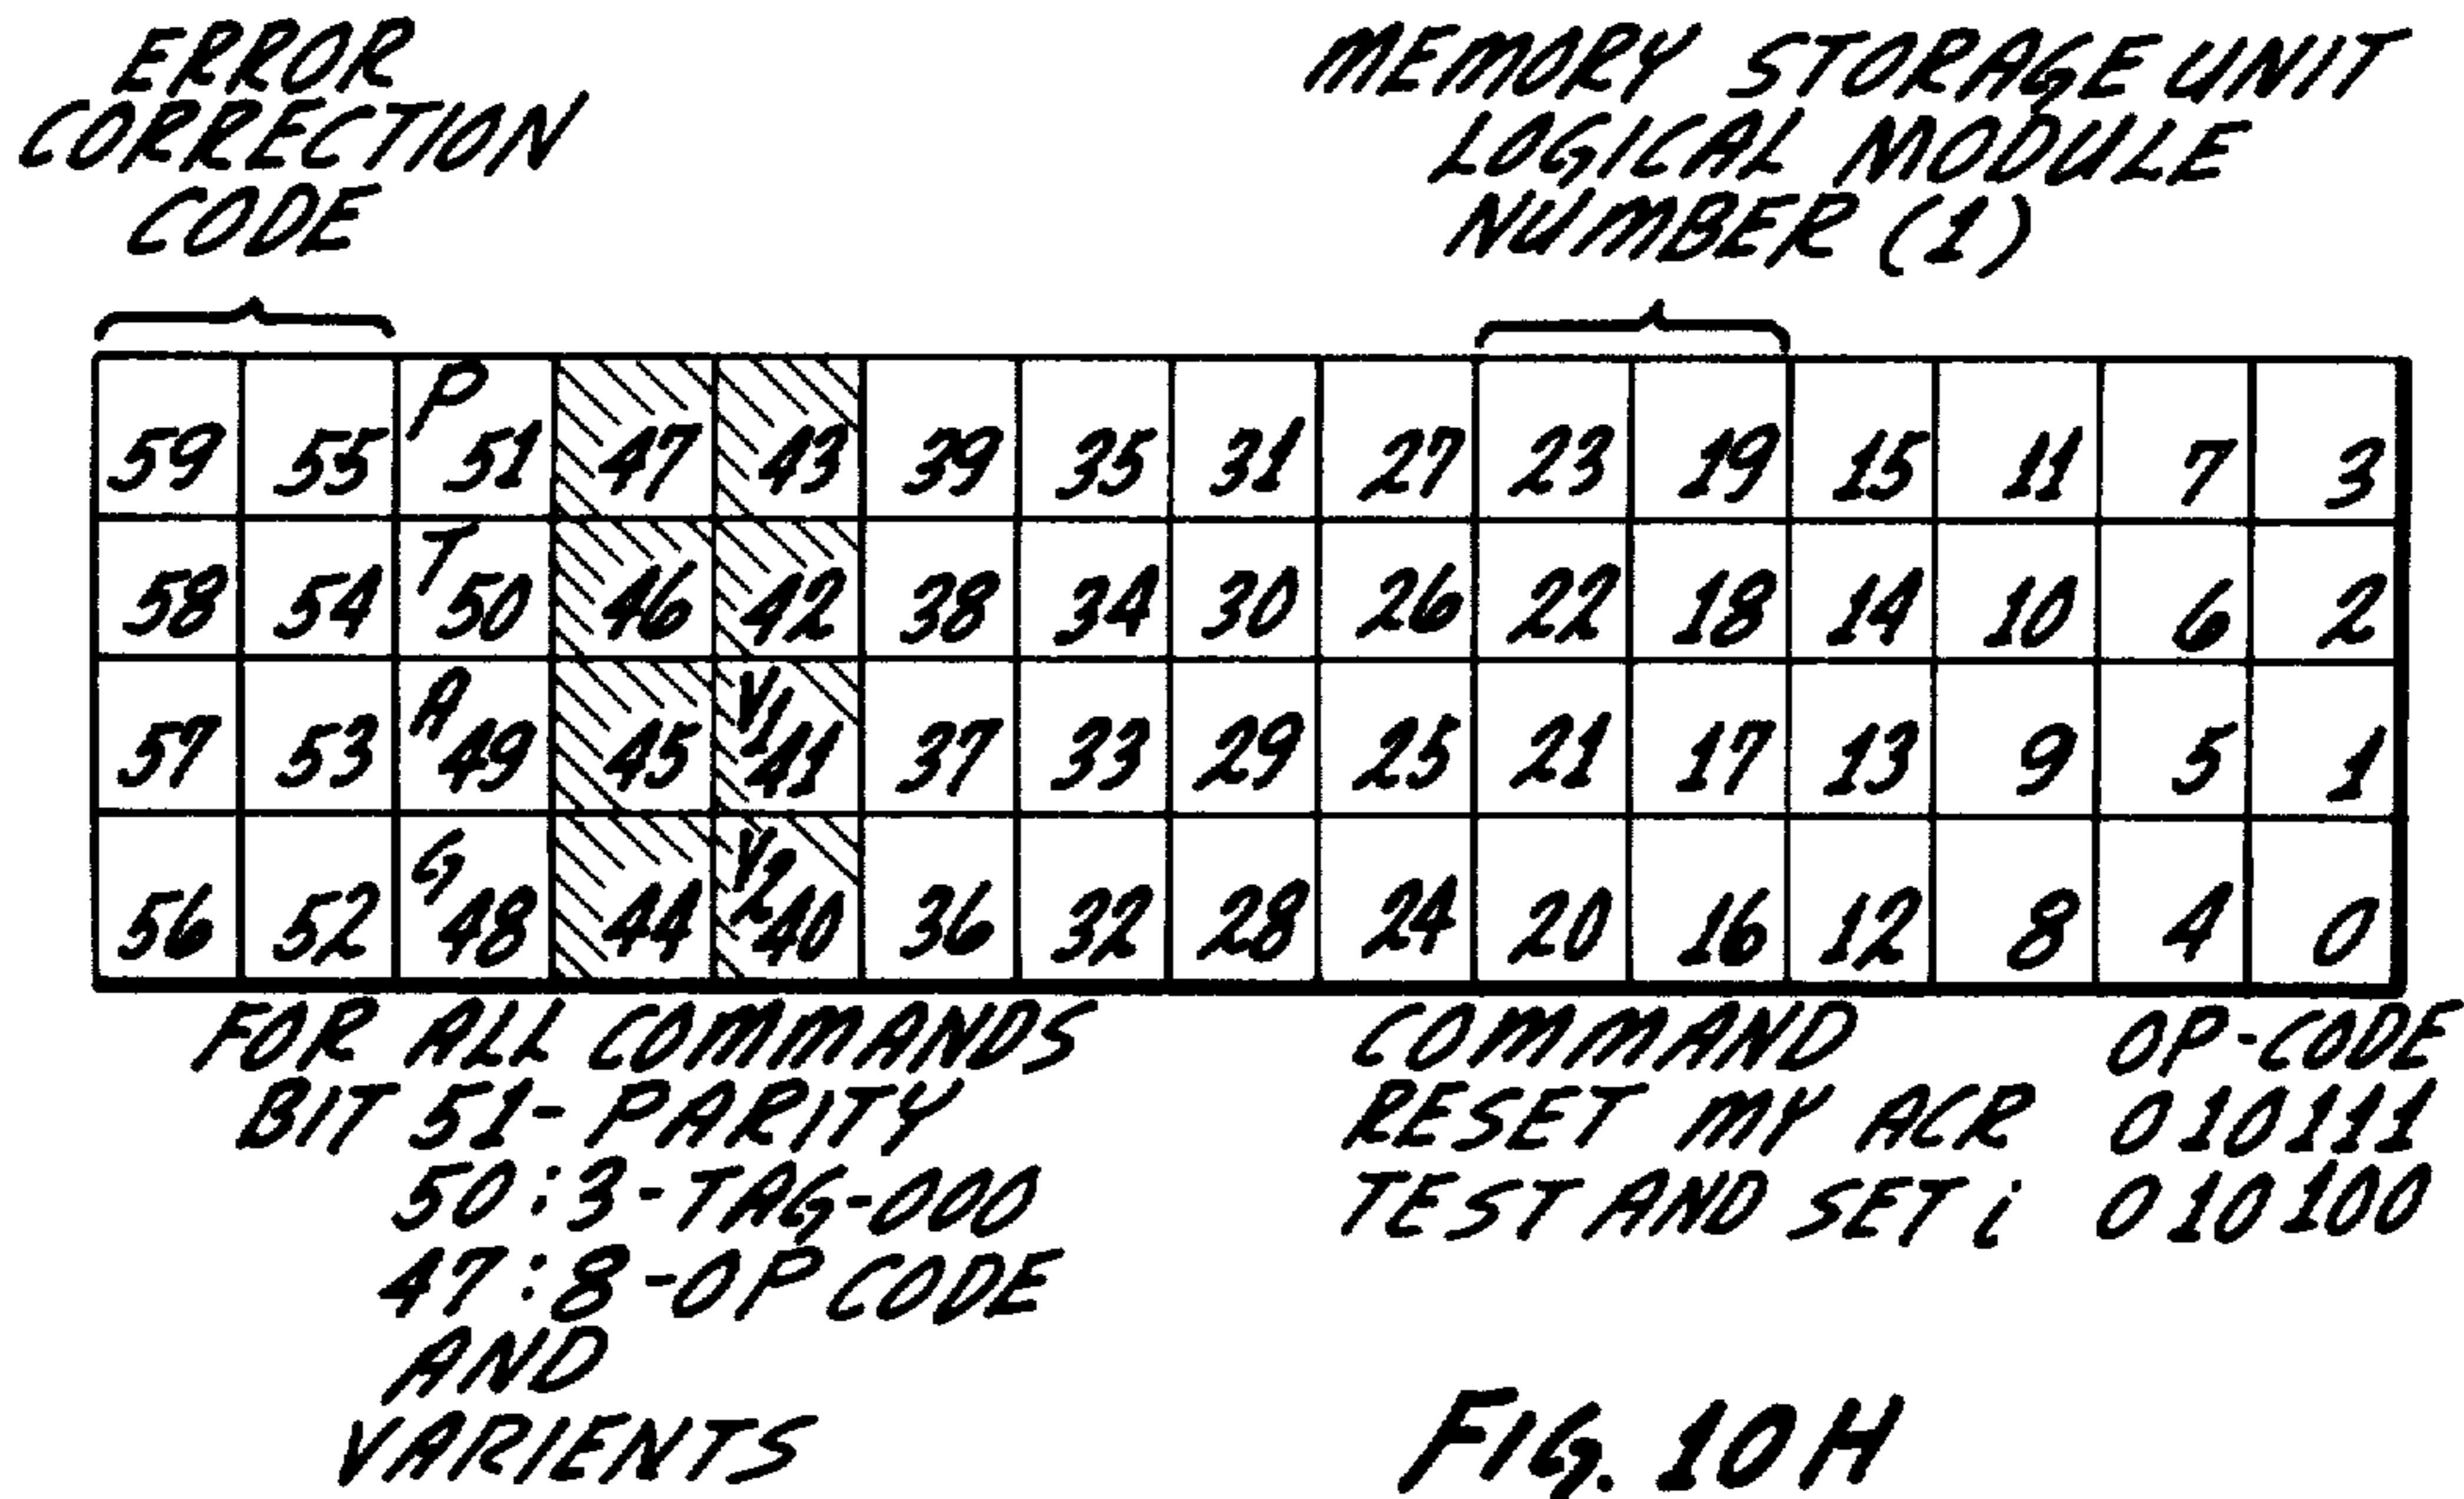 ERROR
CORRECTION
CODE
MEMORY STORAGE UNIT
LOGICAL MODULE
NUMBER (1)
59 55 P 51 47 43 39 35 31 27 23 19 15 11 7 3
58 54 T 50 46 42 38 34 30 26 22 18 14 10 6 2
57 53 A 49 45 V1 41 37 33 29 25 21 17 13 9 5 1
56 52 G 48 44 V2 40 36 32 28 24 20 16 12 8 4 0
FOR ALL COMMANDS
BIT 51- PARITY
50:3-TAG-000
47:8-OP CODE
AND
VARIENTS
COMMAND OP-CODE
RESET MY ACR 010111
TEST AND SET i 010100
FIG. 10H